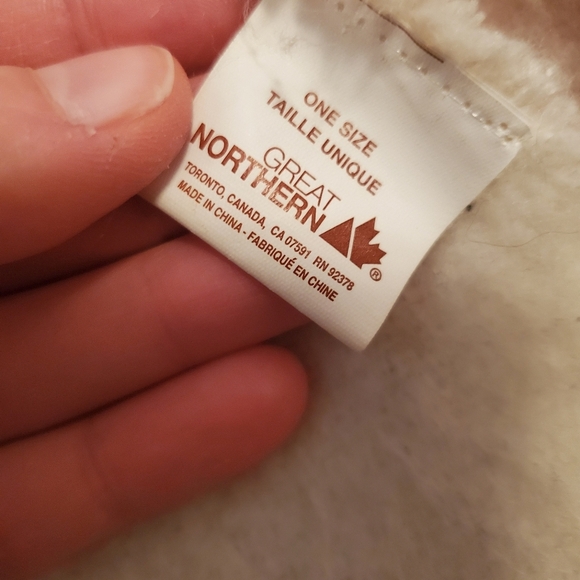 ONE SIZE
TAILLE UNIQUE
GREAT
NORTHERN
®
TORONTO, CANADA, CA 07591 RN 92378
MADE IN CHINA - FABRIQUÉ EN CHINE